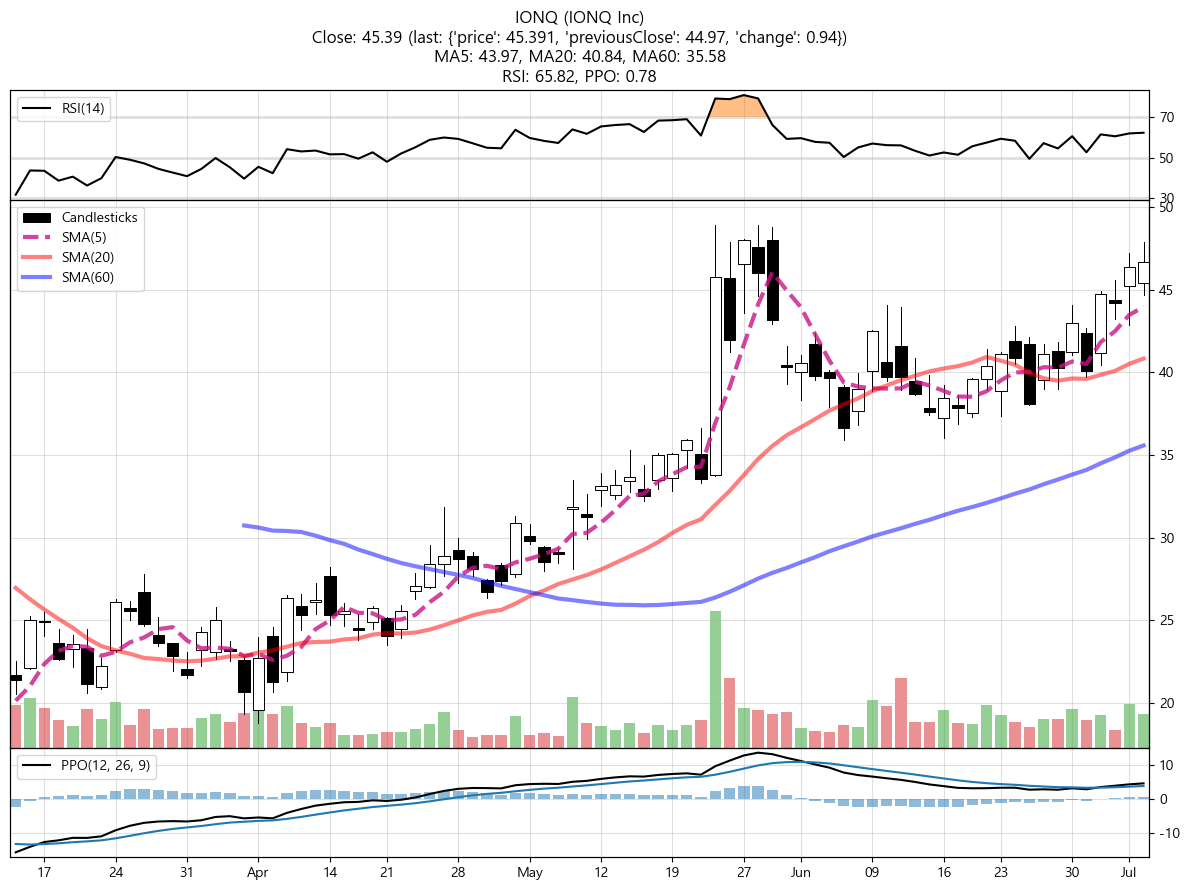 IONQ (IONQ Inc)
Close: 45.39 (last: {'price': 45.391, 'previousClose': 44.97, 'change': 0.94})
MA5: 43.97, MA20: 40.84, MA60: 35.58
RSI: 65.82, PPO: 0.78
RSI(14)
70
50
30
Candlesticks
SMA(5)
SMA(20)
SMA(60)
50
45
40
35
30
25
20
PPO(12, 26, 9)
10
0
-10
17 24 31 Apr 14 21 28 May 12 19 27 Jun 09 16 23 30 Jul